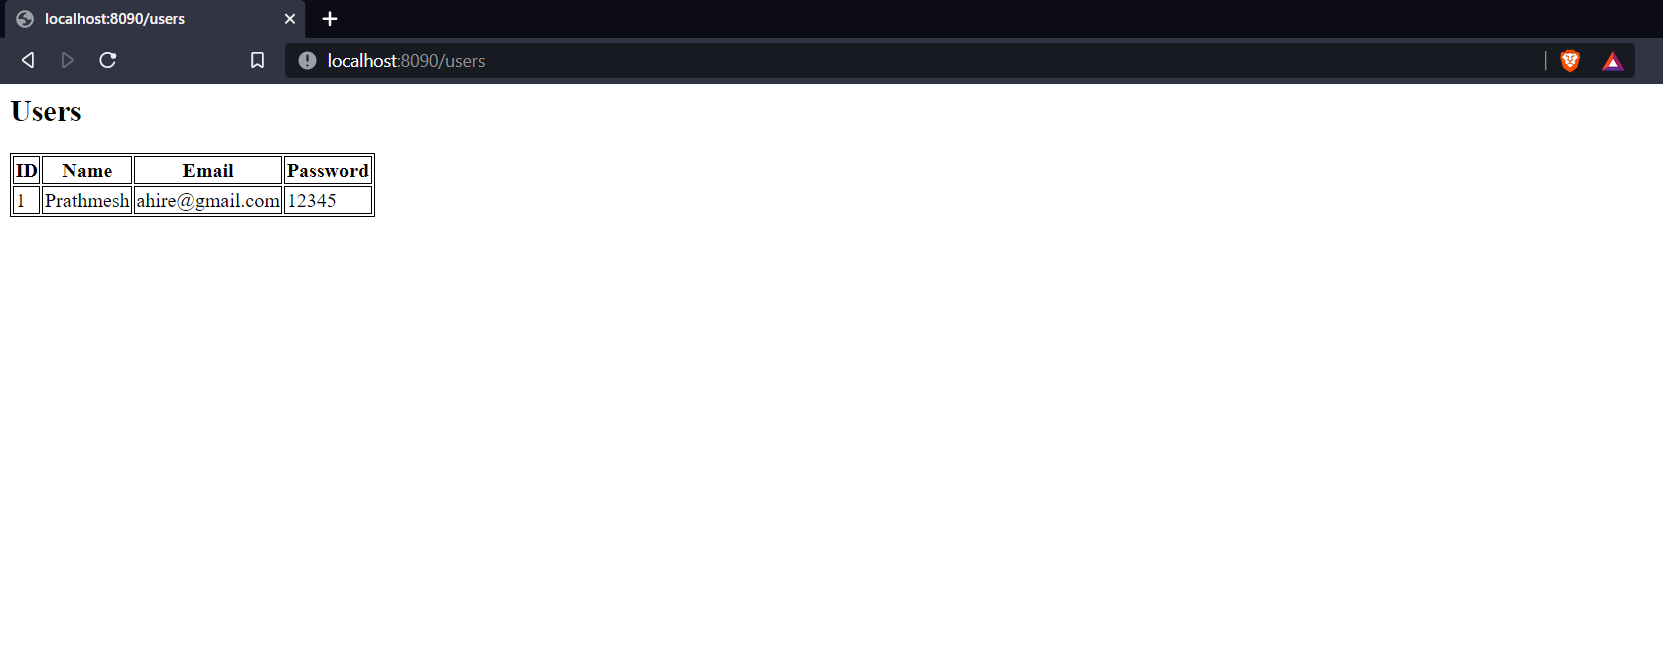 localhost:8090/users
localhost:8090/users
Users
ID Name Email Password
1 Prathmesh ahire@gmail.com 12345